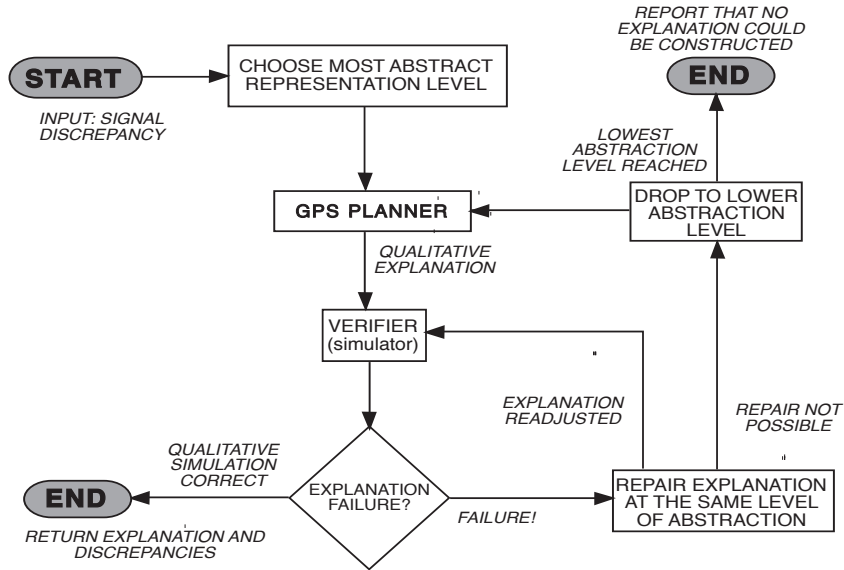 REPORT THAT NO
EXPLANATION COULD
BE CONSTRUCTED
START
CHOOSE MOST ABSTRACT
REPRESENTATION LEVEL
END
INPUT: SIGNAL
DISCREPANCY
LOWEST
ABSTRACTION
LEVEL REACHED
GPS PLANNER
DROP TO LOWER
ABSTRACTION
LEVEL
QUALITATIVE
EXPLANATION
VERIFIER
(simulator)
EXPLANATION
READJUSTED
REPAIR NOT
POSSIBLE
QUALITATIVE
SIMULATION
CORRECT
END
EXPLANATION
FAILURE?
FAILURE!
REPAIR EXPLANATION
AT THE SAME LEVEL
OF ABSTRACTION
RETURN EXPLANATION AND
DISCREPANCIES